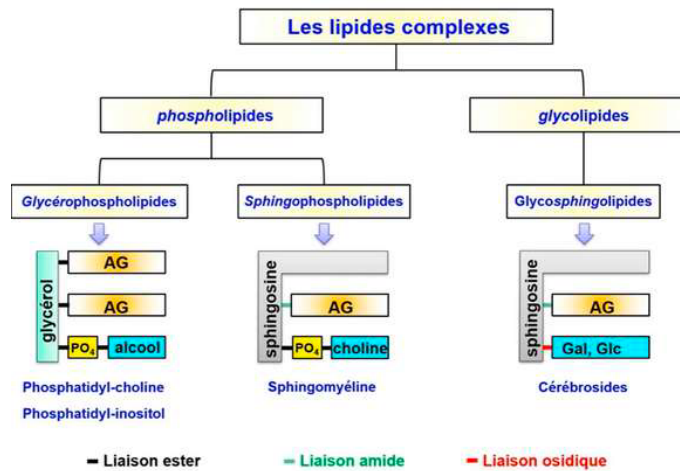 Les lipides complexes
phospholipides
glycolipides
Glycérophospholipides
Sphingophospholipides
Glycosphingolipides
glycérol
AG
AG
PO4
alcool
sphingosine
AG
PO4
choline
sphingosine
AG
Gal, Glc
Phosphatidyl-choline
Phosphatidyl-inositol
Sphingomyéline
Cérébrosides
Liaison ester
Liaison amide
Liaison osidique